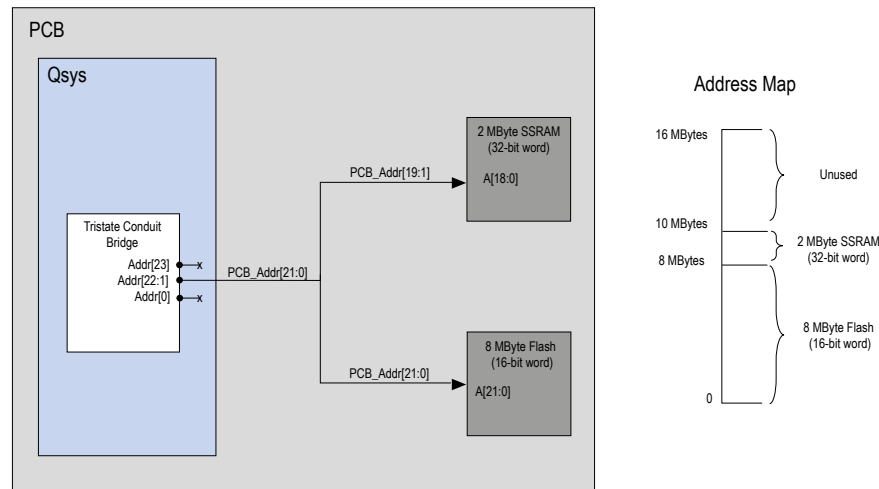 PCB
Qsys
Tristate Conduit
Bridge
Addr[23]
x
Addr[22:1]
Addr[0]
x
PCB_Addr[21:0]
PCB_Addr[19:1]
2 MByte SSRAM
(32-bit word)
A[18:0]
PCB_Addr[21:0]
8 MByte Flash
(16-bit word)
A[21:0]
Address Map
16 MBytes
Unused
10 MBytes
2 MByte SSRAM
(32-bit word)
8 MBytes
8 MByte Flash
(16-bit word)
0